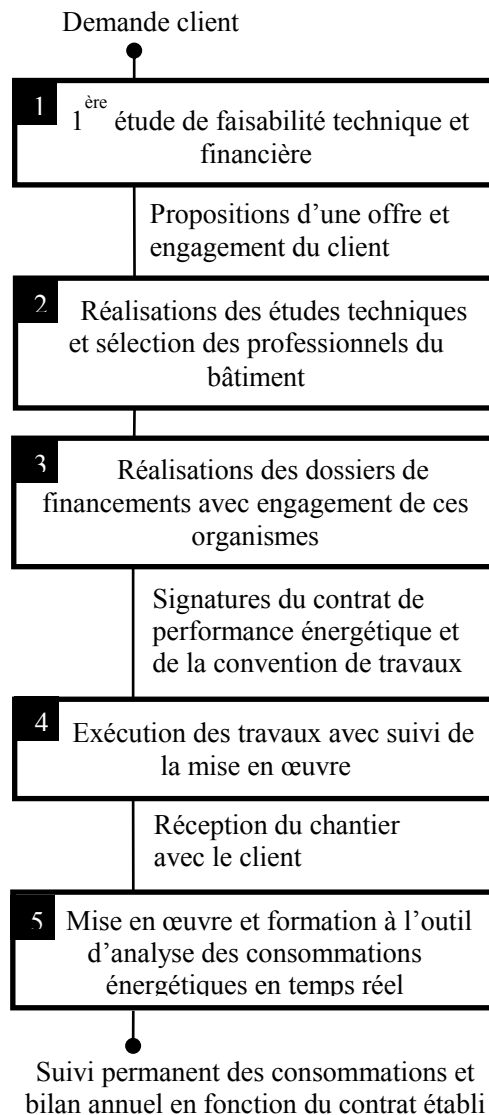 Demande client
1 1ère étude de faisabilité technique et
financière
Propositions d’une offre et
engagement du client
2 Réalisations des études techniques
et sélection des professionnels du
bâtiment
3 Réalisations des dossiers de
financements avec engagement de ces
organismes
Signatures du contrat de
performance énergétique et
de la convention de travaux
4 Exécution des travaux avec suivi de
la mise en œuvre
Réception du chantier
avec le client
5 Mise en œuvre et formation à l’outil
d’analyse des consommations
énergétiques en temps réel
Suivi permanent des consommations et
bilan annuel en fonction du contrat établi